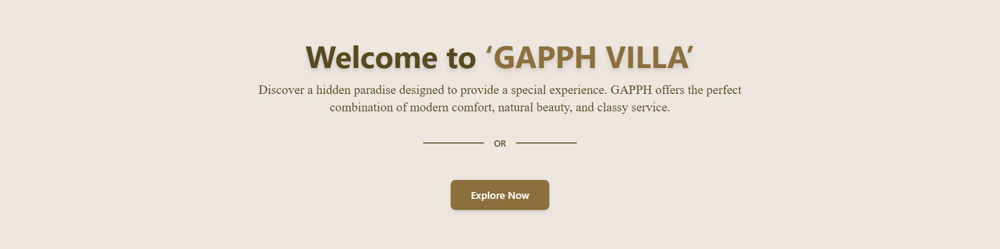 Welcome to ‘GAPPH VILLA’
Discover a hidden paradise designed to provide a special experience. GAPPH offers the perfect
combination of modern comfort, natural beauty, and classy service.
OR
Explore Now